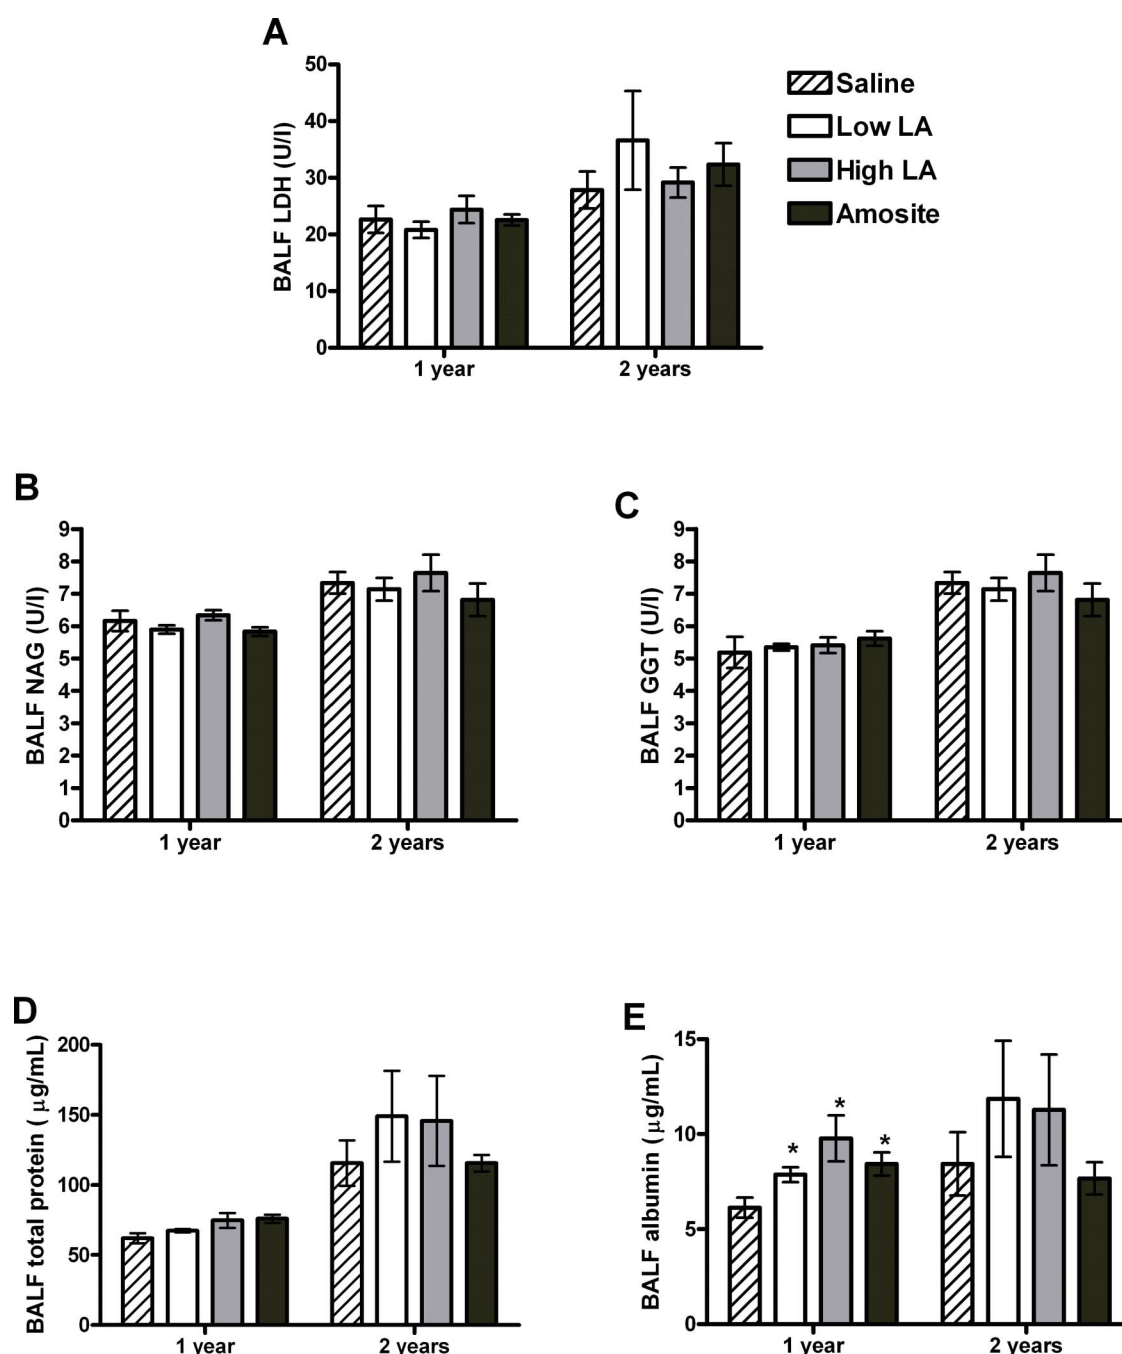 A
BALF LDH (U/l)
50
40
30
20
10
0
1 year
2 years
Saline
Low LA
High LA
Amosite
B
BALF NAG (U/l)
9
8
7
6
5
4
3
2
1
0
1 year
2 years
C
BALF GGT (U/l)
9
8
7
6
5
4
3
2
1
0
1 year
2 years
D
BALF total protein ( µg/mL)
200
150
100
50
0
1 year
2 years
E
BALF albumin ( µg/mL)
15
10
5
0
*
*
*
1 year
2 years